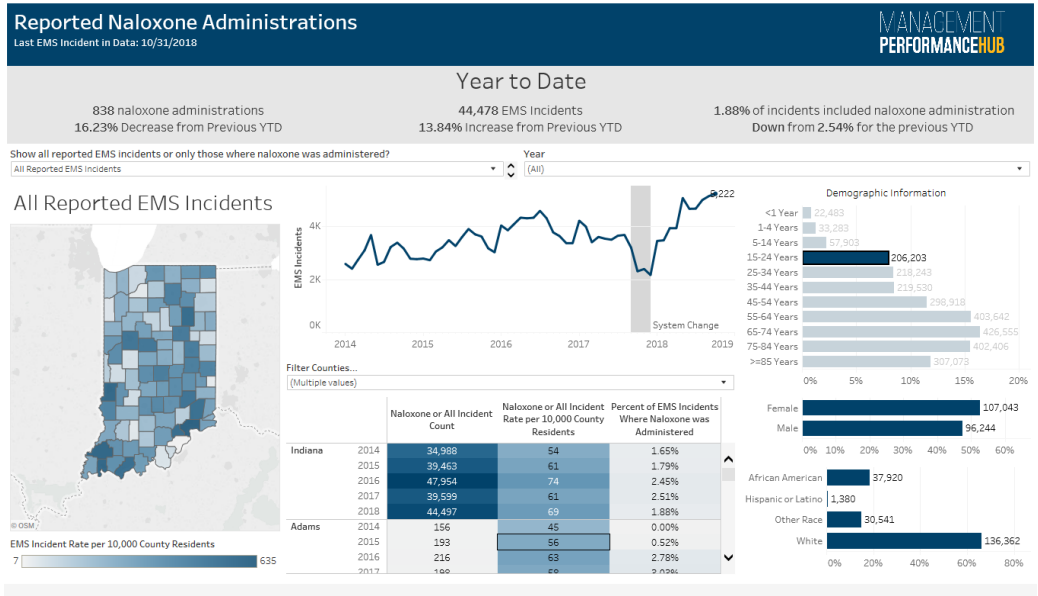 Reported Naloxone Administrations
Last EMS Incident in Data: 10/31/2018
MANAGEMENT
PERFORMANCEHUB
Year to Date
838 naloxone administrations
16.23% Decrease from Previous YTD
44,478 EMS Incidents
13.84% Increase from Previous YTD
1.88% of incidents included naloxone administration
Down from 2.54% for the previous YTD
Show all reported EMS incidents or only those where naloxone was administered?
All Reported EMS Incidents
Year
(All)
All Reported EMS Incidents
© OSM
EMS Incident Rate per 10,000 County Residents
7 635
EMS Incidents
4K
2K
0K
5,222
System Change
2014 2015 2016 2017 2018 2019
Filter Counties...
(Multiple values)
Naloxone or All Incident Count
Naloxone or All Incident Rate per 10,000 County Residents
Percent of EMS Incidents Where Naloxone was Administered
Indiana 2014 34,988 54 1.65%
2015 39,463 61 1.79%
2016 47,954 74 2.45%
2017 39,599 61 2.51%
2018 44,497 69 1.88%
Adams 2014 156 45 0.00%
2015 193 56 0.52%
2016 216 63 2.78%
2017
Demographic Information
<1 Year 22,483
1-4 Years 33,283
5-14 Years 57,903
15-24 Years 206,203
25-34 Years 218,243
35-44 Years 219,530
45-54 Years 298,918
55-64 Years 403,642
65-74 Years 426,555
75-84 Years 402,406
>=85 Years 307,073
0% 5% 10% 15% 20%
Female 107,043
Male 96,244
0% 10% 20% 30% 40% 50% 60%
African American 37,920
Hispanic or Latino 1,380
Other Race 30,541
White 136,362
0% 20% 40% 60% 80%